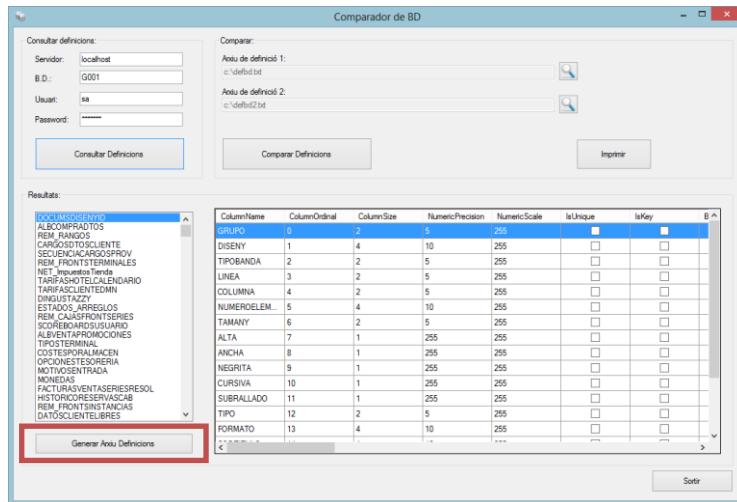 Comparador de BD
Consultar definicions:
Servidor: localhost
B.D.: G001
Usuari: sa
Password: •••••••
Consultar Definicions
Comparar:
Arxiu de definició 1:
c:\defbd.txt
Arxiu de definició 2:
c:\defbd2.txt
Comparar Definicions
Imprimir
Resultats:
DOCUMSDISENYID
ALBCOMPRADTOS
REM_RANGOS
CARGOSDTOSCLIENTE
SECUENCIACARGOSPROV
REM_FRONTSTERMINALES
NET_ImpuestosTienda
TARIFASHOTELCALENDARIO
TARIFASCLIENTEDMN
DINGUSTAZZY
ESTADOS_ARREGLOS
REM_CAJASFRONTSERIES
SCOREBOARDSUSUARIO
ALBVENTAPROMOCIONES
TIPOSTERMINAL
COSTESPORALMACEN
OPCIONESTESORERIA
MOTIVOSENTRADA
MONEDAS
FACTURASVENTASERIESRESOL
HISTORICORESERVASCAB
REM_FRONTSINSTANCIAS
DATOSCLIENTELIBRES
Generar Arxiu Definicions
ColumnName ColumnOrdinal ColumnSize NumericPrecision NumericScale IsUnique IsKey B
GRUPO 0 2 5 255
DISENY 1 4 10 255
TIPOBANDA 2 2 5 255
LINEA 3 2 5 255
COLUMNA 4 2 5 255
NUMEROELEM... 5 4 10 255
TAMANY 6 2 5 255
ALTA 7 1 255 255
ANCHA 8 1 255 255
NEGRITA 9 1 255 255
CURSIVA 10 1 255 255
SUBRALLADO 11 1 255 255
TIPO 12 2 5 255
FORMATO 13 4 10 255
Sortir